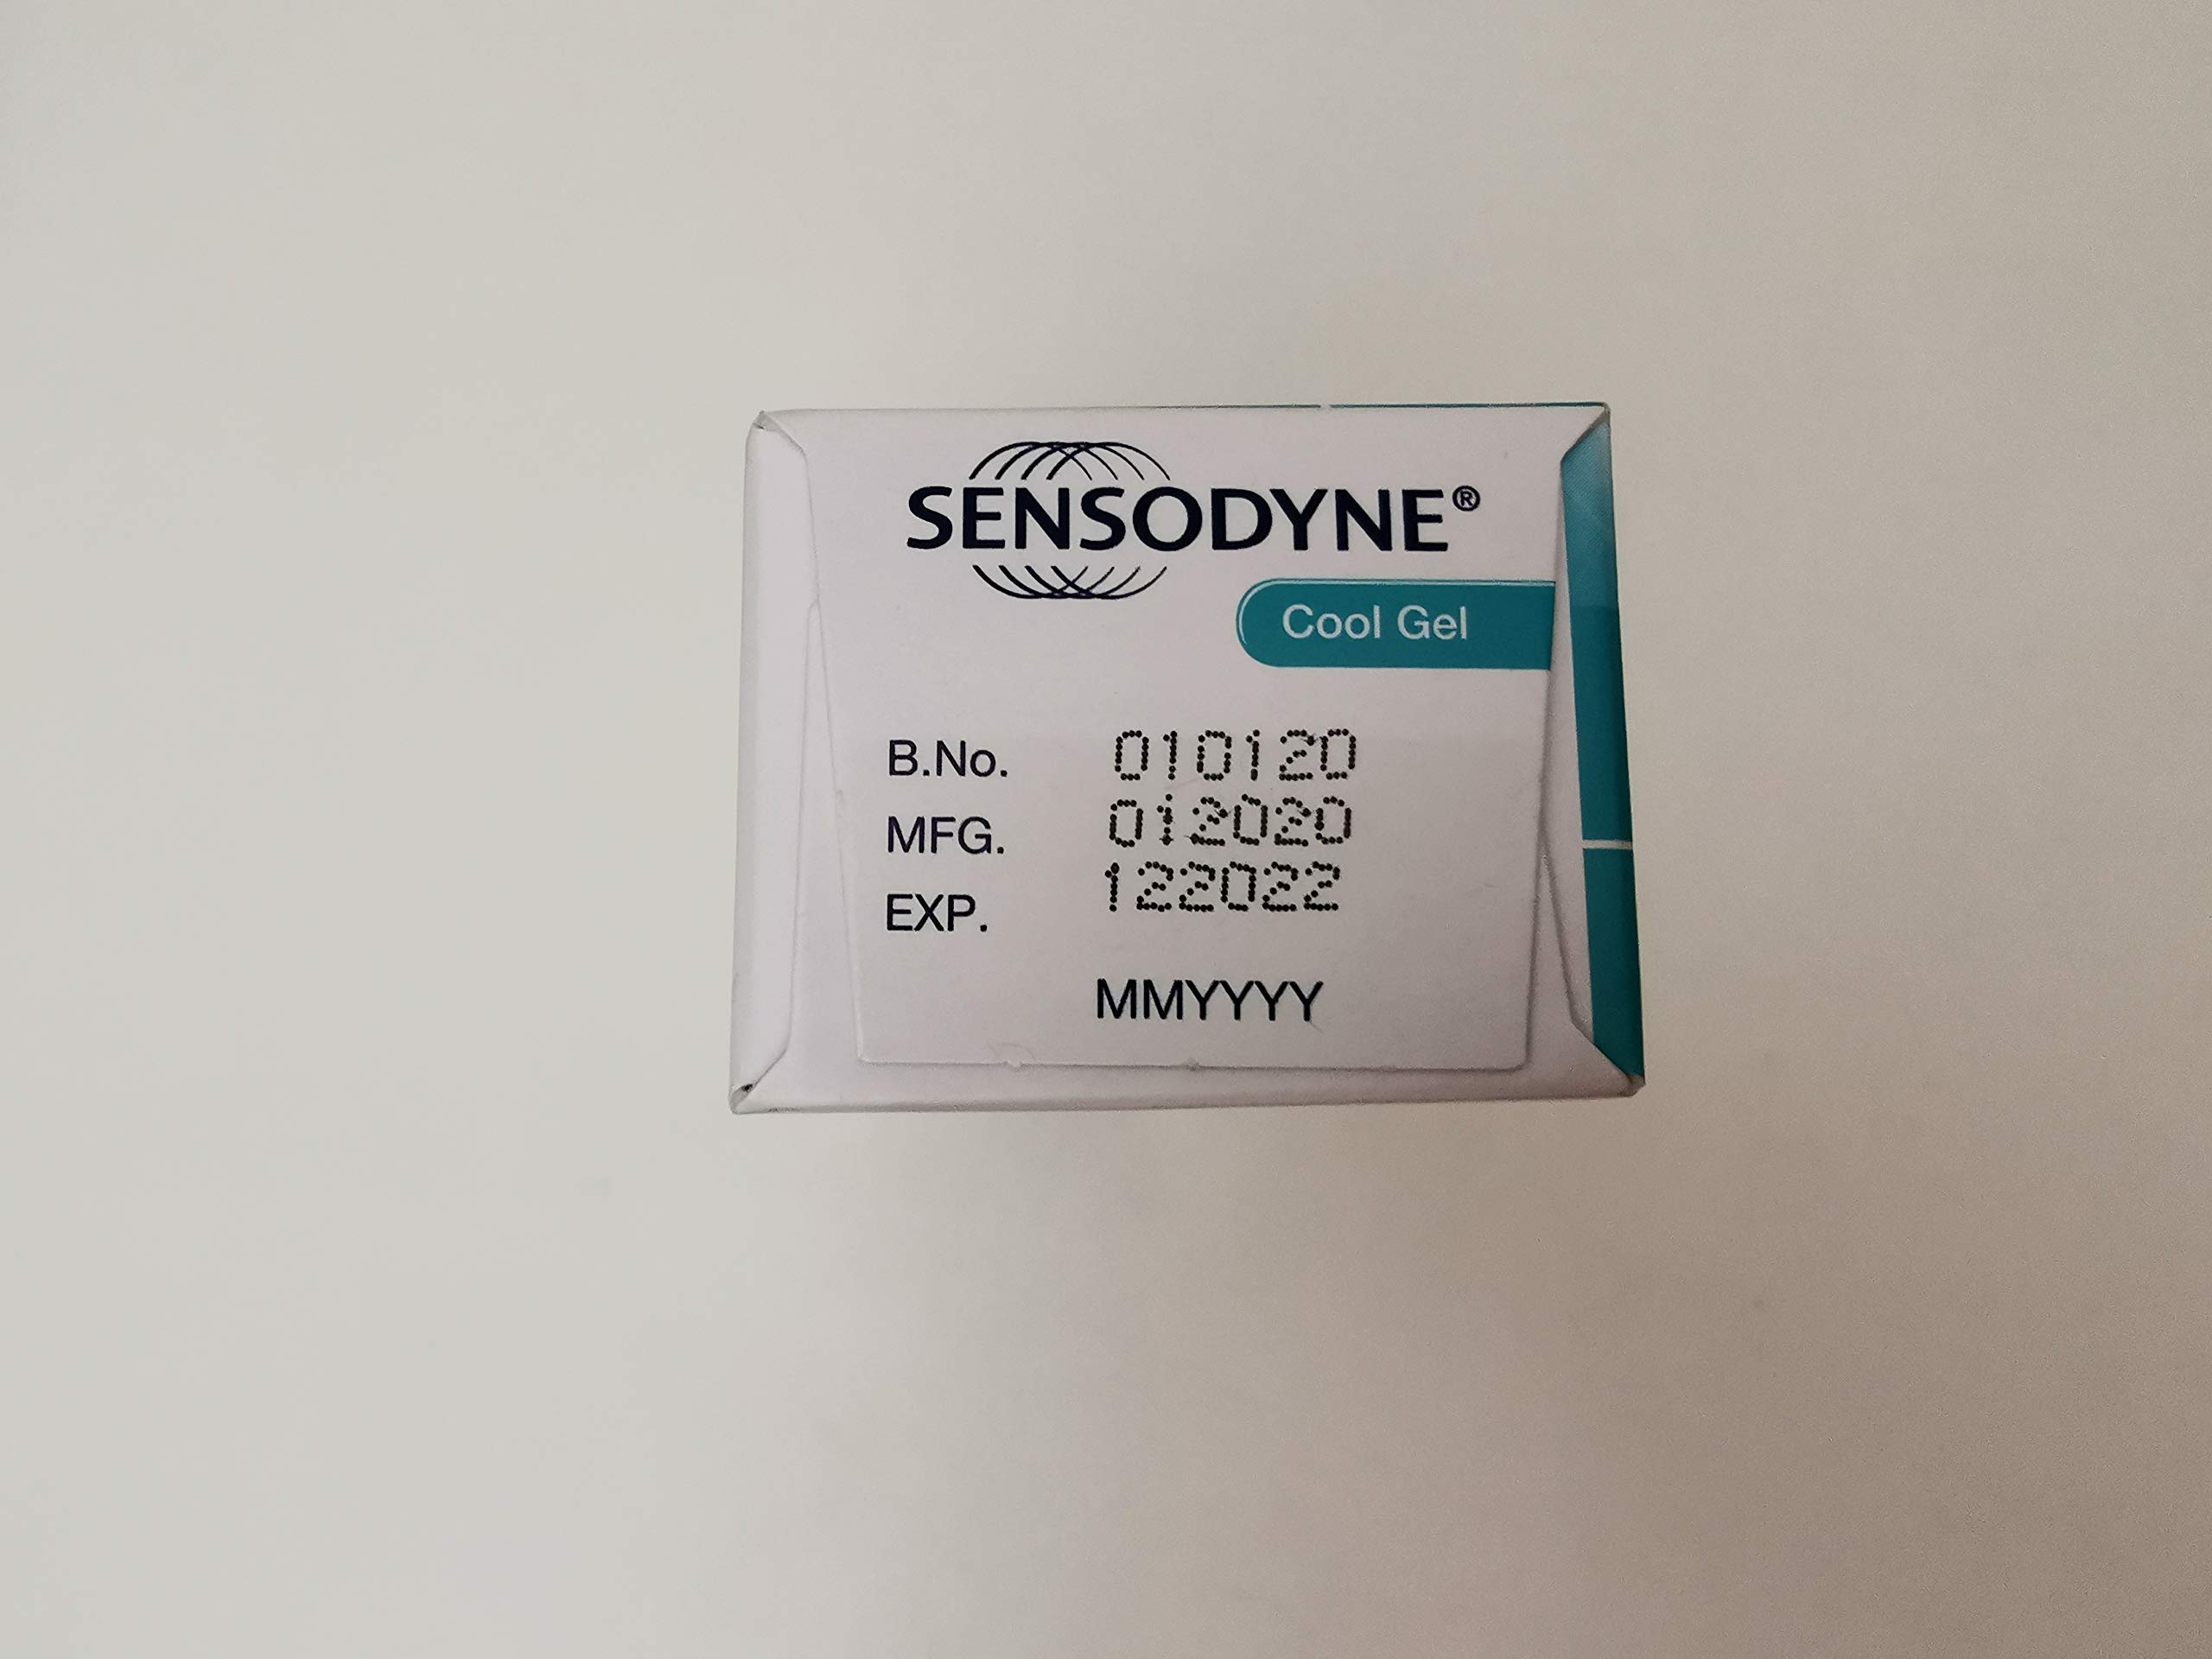 SENSODYNE®
Cool Gel
B.No. 010120
MFG. 012020
EXP. 122022
MMYYYY